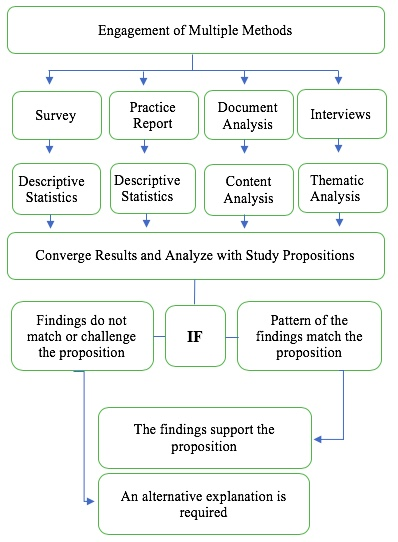 Engagement of Multiple Methods
Survey
Practice
Report
Document
Analysis
Interviews
Descriptive
Statistics
Descriptive
Statistics
Content
Analysis
Thematic
Analysis
Converge Results and Analyze with Study Propositions
Findings do not
match or challenge
the proposition
IF
Pattern of the
findings match the
proposition
The findings support the
proposition
An alternative explanation is
required